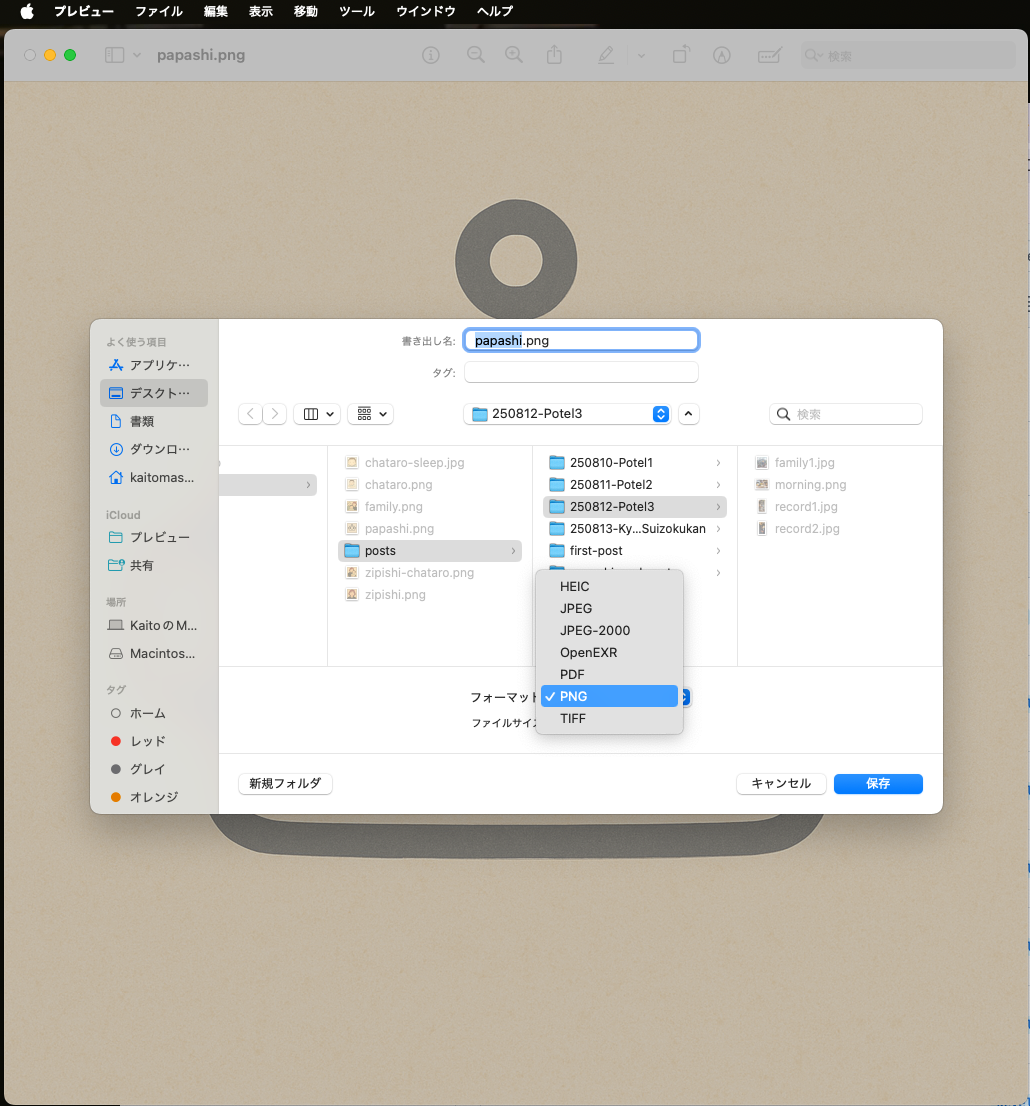 プレビュー ファイル 編集 表示 移動 ツール ウインドウ ヘルプ
papashi.png
検索
書き出し名: papashi.png
タグ:
250812-Potel3
検索
よく使う項目
アプリケ…
デスクト…
書類
ダウンロ…
kaitomas…
iCloud
プレビュー
共有
場所
KaitoのM…
Macintos…
タグ
ホーム
レッド
グレイ
オレンジ
chataro-sleep.jpg
chataro.png
family.png
papashi.png
posts
zipishi-chataro.png
zipishi.png
250810-Potel1
250811-Potel2
250812-Potel3
250813-Ky...Suizokukan
first-post
family1.jpg
morning.png
record1.jpg
record2.jpg
フォーマット
ファイルサイズ
HEIC
JPEG
JPEG-2000
OpenEXR
PDF
PNG
TIFF
新規フォルダ
キャンセル
保存